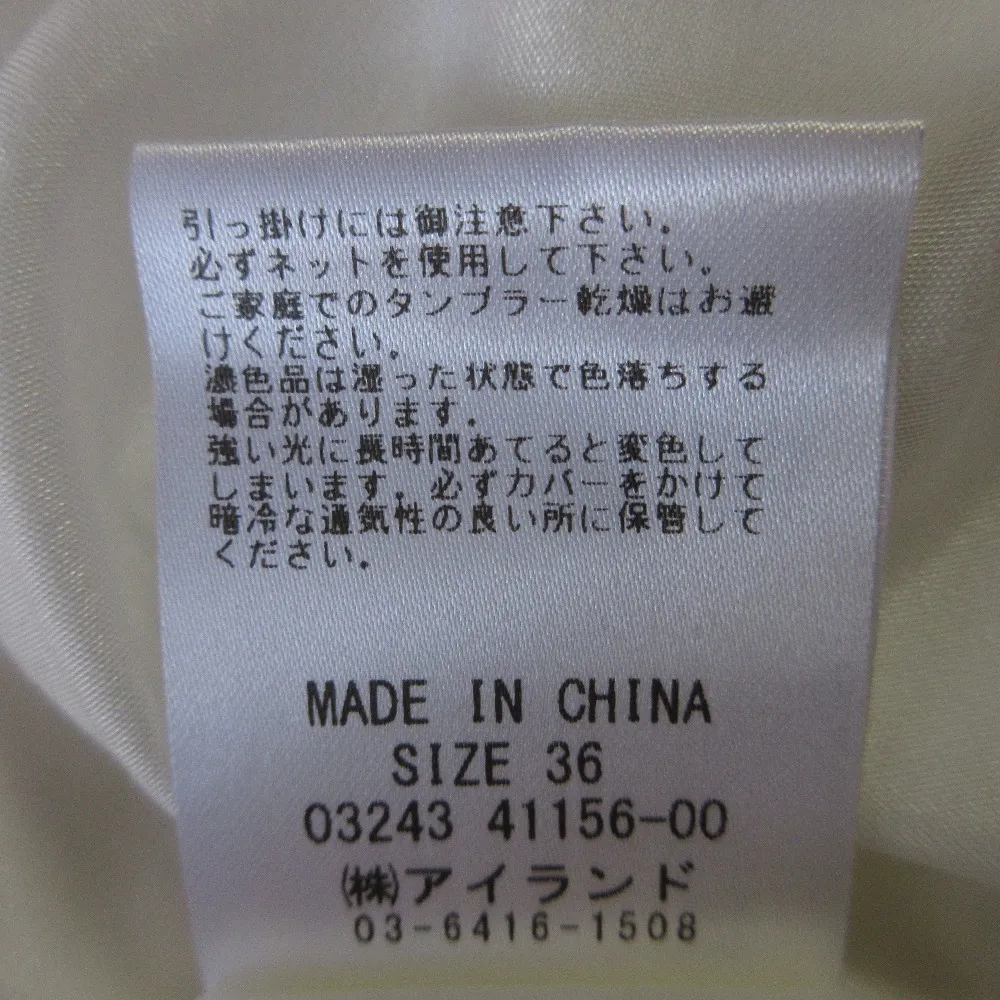 引っ掛けには御注意下さい.
必ずネットを使用して下さい.
ご家庭でのタンブラー乾燥はお避
けください.
濃色品は湿った状態で色落ちする
場合があります.
強い光に長時間あてると変色して
しまいます.必ずカバーをかけて
暗冷な通気性の良い所に保管して
ください.
MADE IN CHINA
SIZE 36
03243 41156-00
㈱アイランド
03-6416-1508